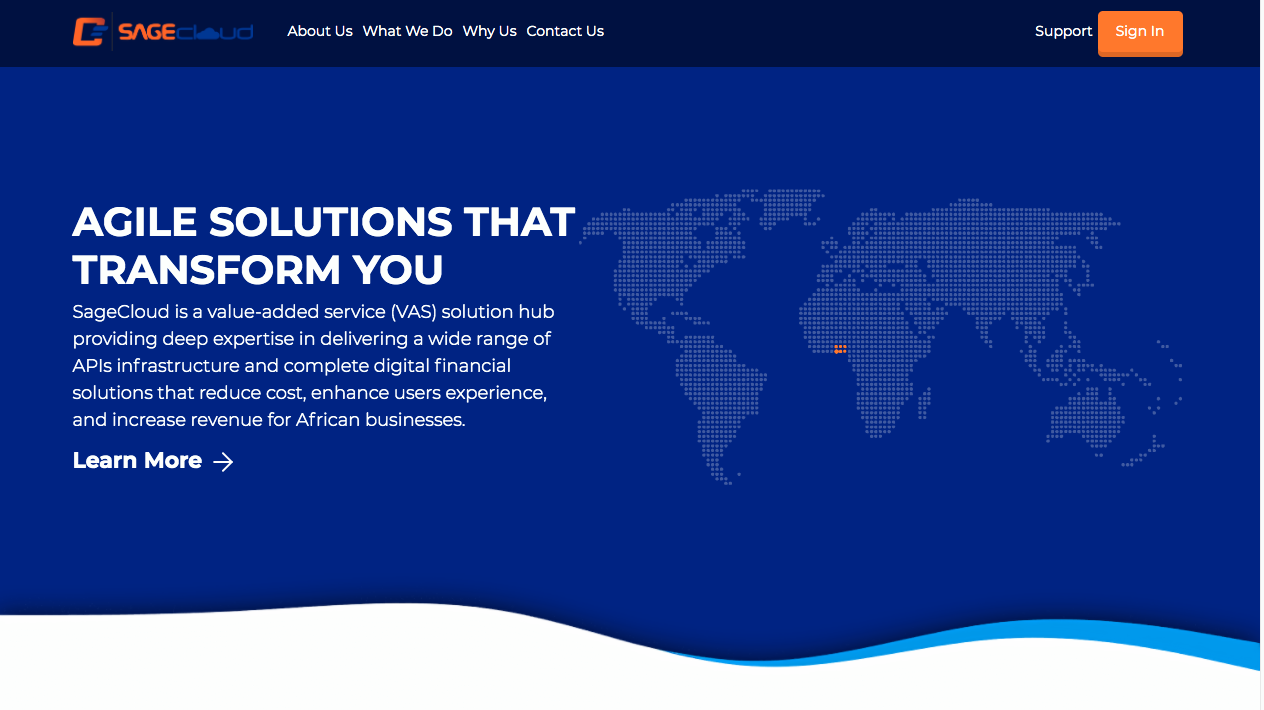 SAGEcloud
About Us What We Do Why Us Contact Us
Support Sign In
AGILE SOLUTIONS THAT
TRANSFORM YOU
SageCloud is a value-added service (VAS) solution hub
providing deep expertise in delivering a wide range of
APIs infrastructure and complete digital financial
solutions that reduce cost, enhance users experience,
and increase revenue for African businesses.
Learn More